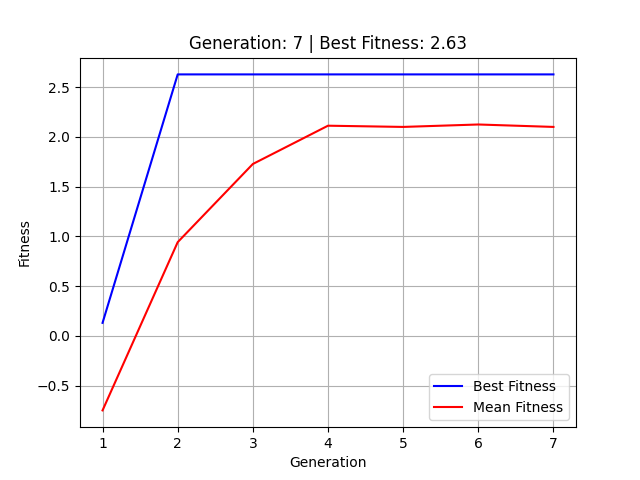 Generation: 7 | Best Fitness: 2.63
2.5
2.0
1.5
1.0
0.5
0.0
−0.5
Fitness
Best Fitness
Mean Fitness
1 2 3 4 5 6 7
Generation